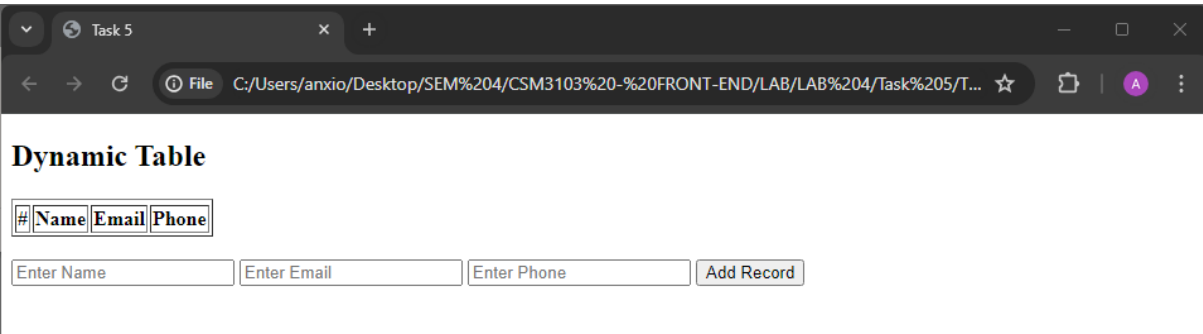 Task 5
File C:/Users/anxio/Desktop/SEM%204/CSM3103%20-%20FRONT-END/LAB/LAB%204/Task%205/T... A
Dynamic Table
# Name Email Phone
Enter Name Enter Email Enter Phone Add Record